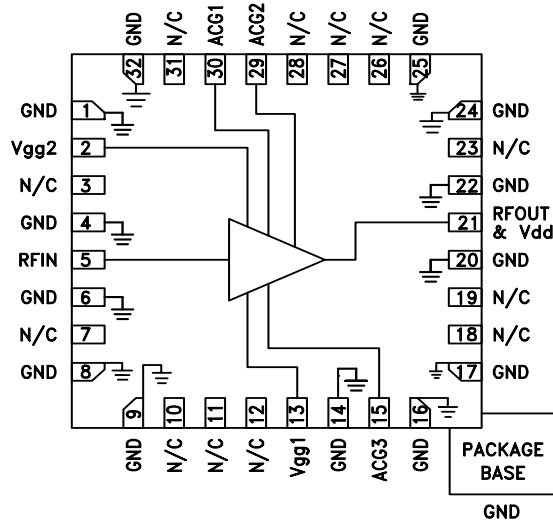 GND
N/C
ACG1
ACG2
N/C
N/C
N/C
GND
32
31
30
29
28
27
26
25
GND 1
Vgg2 2
N/C 3
GND 4
RFIN 5
GND 6
N/C 7
GND 8
24 GND
23 N/C
22 GND
21 RFOUT
& Vdd
20 GND
19 N/C
18 N/C
17 GND
9
10
11
12
13
14
15
16
GND
N/C
N/C
N/C
Vgg1
GND
ACG3
GND
PACKAGE
BASE
GND